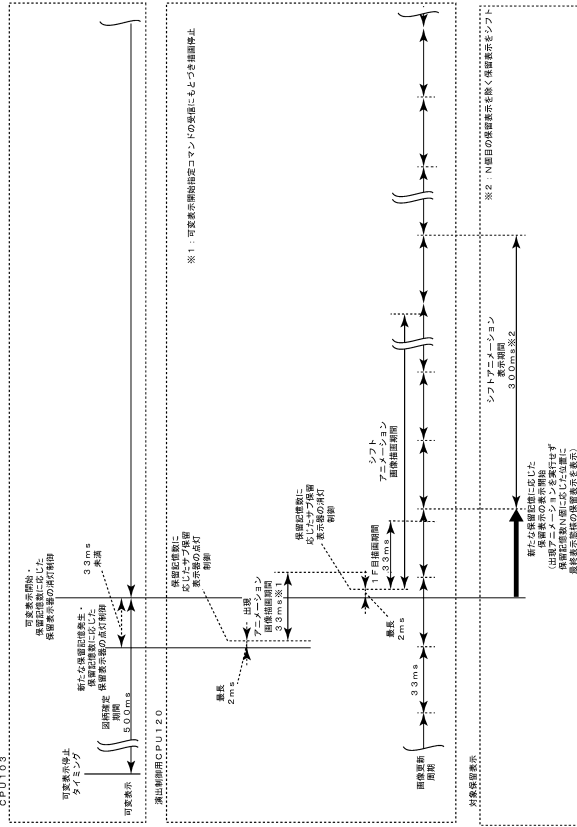 CPU103
可変表示停止
タイミング
可変表示
図柄確定
期間
500ms
新たな保留記憶発生・
保留記憶数に応じた
保留表示器の点灯制御
可変表示開始・
保留記憶数に応じた
保留表示器の消灯制御
33ms
未満
演出制御用CPU120
最長
2ms
保留記憶数に
応じたサブ保留
表示器の点灯
制御
出現
アニメーション
画像描画期間
33ms※1
保留記憶数に
応じたサブ保留
表示器の消灯
制御
最長
2ms
1F目描画期間
33ms
シフト
アニメーション
画像描画期間
※1:可変表示開始指定コマンドの受信にもとづき描画停止
画像更新
周期
33ms
対象保留表示
新たな保留記憶に応じた
保留表示の表示開始
(出現アニメーションを実行せず
保留記憶数N個に応じた位置に
最終表示態様の保留表示を表示)
シフトアニメーション
表示期間
300ms※2
※2:N個目の保留表示を除く保留表示をシフト